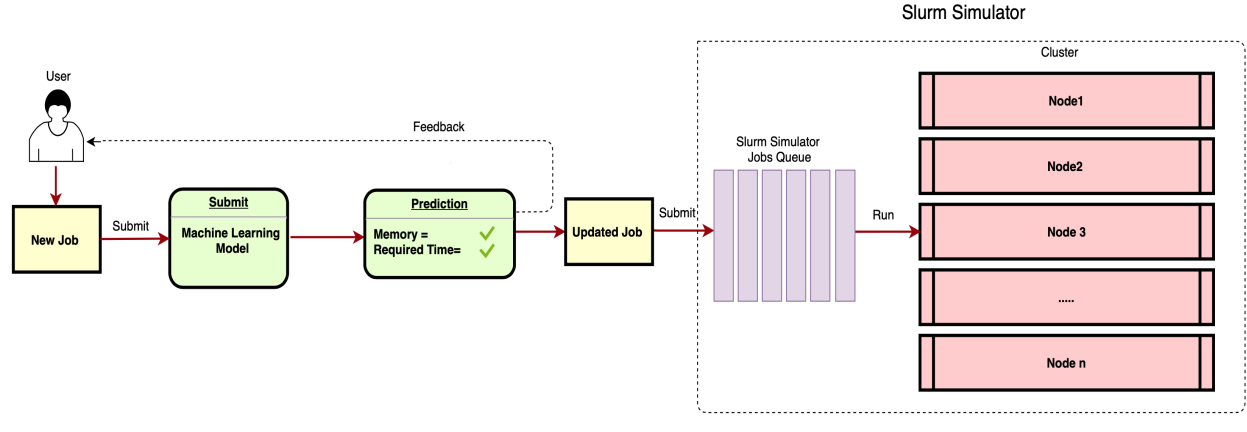 Slurm Simulator
Cluster
User
Feedback
New Job
Submit
Submit
Machine Learning
Model
Prediction
Memory =
Required Time=
Updated Job
Submit
Slurm Simulator
Jobs Queue
Run
Node1
Node2
Node 3
.....
Node n